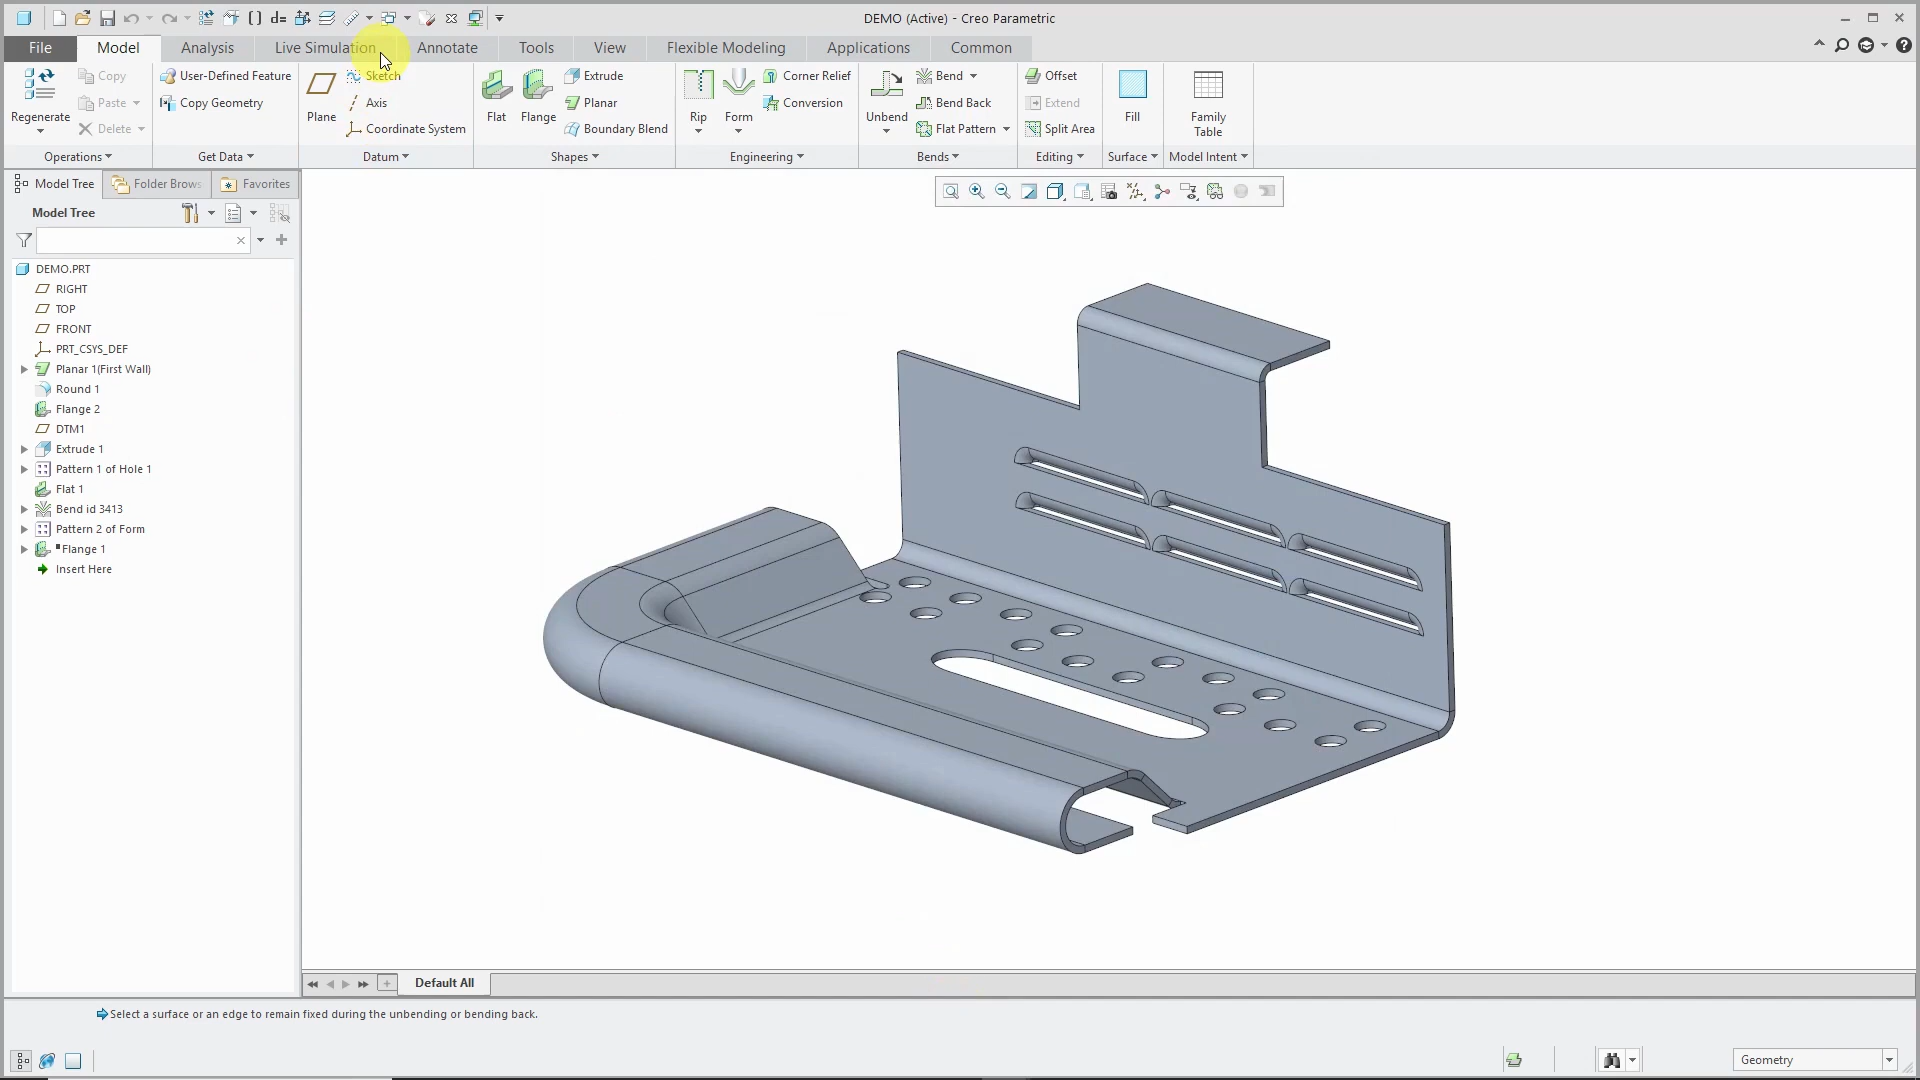 d=
DEMO (Active) - Creo Parametric
File
Model
Analysis
Live Simulation
Annotate
Tools
View
Flexible Modeling
Applications
Common
Regenerate
Copy
Paste
Delete
User-Defined Feature
Copy Geometry
Plane
Sketch
Axis
Coordinate System
Flat
Flange
Extrude
Planar
Boundary Blend
Rip
Form
Corner Relief
Conversion
Unbend
Bend
Bend Back
Flat Pattern
Offset
Extend
Split Area
Fill
Family
Table
Operations
Get Data
Datum
Shapes
Engineering
Bends
Editing
Surface
Model Intent
Model Tree
Folder Brows
Favorites
Model Tree
DEMO.PRT
RIGHT
TOP
FRONT
PRT_CSYS_DEF
Planar 1(First Wall)
Round 1
Flange 2
DTM1
Extrude 1
Pattern 1 of Hole 1
Flat 1
Bend id 3413
Pattern 2 of Form
Flange 1
Insert Here
Default All
Select a surface or an edge to remain fixed during the unbending or bending back.
Geometry